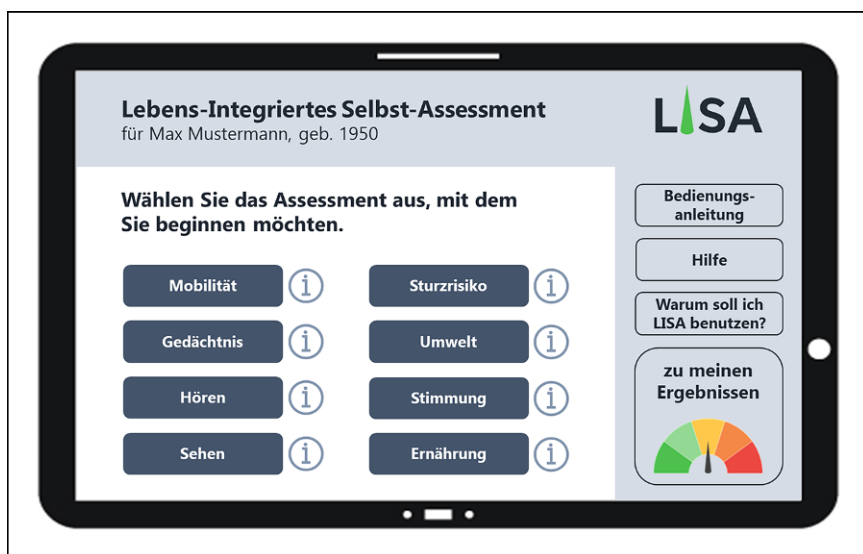 Lebens-Integriertes Selbst-Assessment
für Max Mustermann, geb. 1950
LISA
Wählen Sie das Assessment aus, mit dem
Sie beginnen möchten.
Mobilität i
Sturzrisiko i
Gedächtnis i
Umwelt i
Hören i
Stimmung i
Sehen i
Ernährung i
Bedienungs-
anleitung
Hilfe
Warum soll ich
LISA benutzen?
zu meinen
Ergebnissen